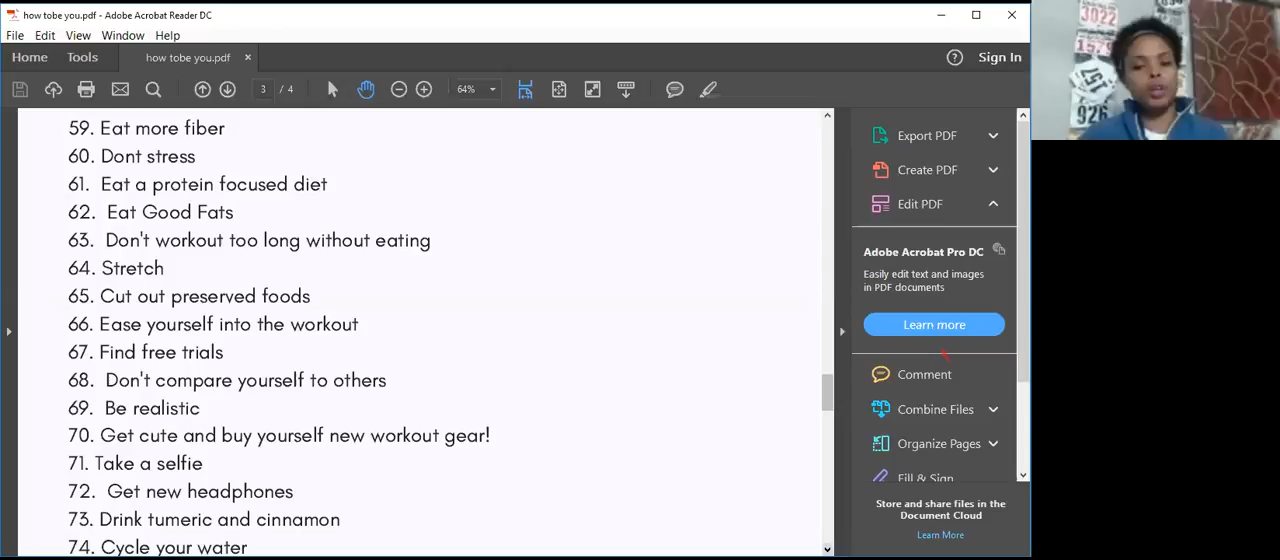 how tobe you.pdf - Adobe Acrobat Reader DC
File Edit View Window Help
Home Tools how tobe you.pdf × Sign In
3 / 4 64%
59. Eat more fiber
60. Dont stress
61. Eat a protein focused diet
62. Eat Good Fats
63. Don't workout too long without eating
64. Stretch
65. Cut out preserved foods
66. Ease yourself into the workout
67. Find free trials
68. Don't compare yourself to others
69. Be realistic
70. Get cute and buy yourself new workout gear!
71. Take a selfie
72. Get new headphones
73. Drink tumeric and cinnamon
74. Cycle your water
Export PDF
Create PDF
Edit PDF
Adobe Acrobat Pro DC
Easily edit text and images
in PDF documents
Learn more
Comment
Combine Files
Organize Pages
Fill & Sign
Store and share files in the
Document Cloud
Learn More
3022
1579
157
926